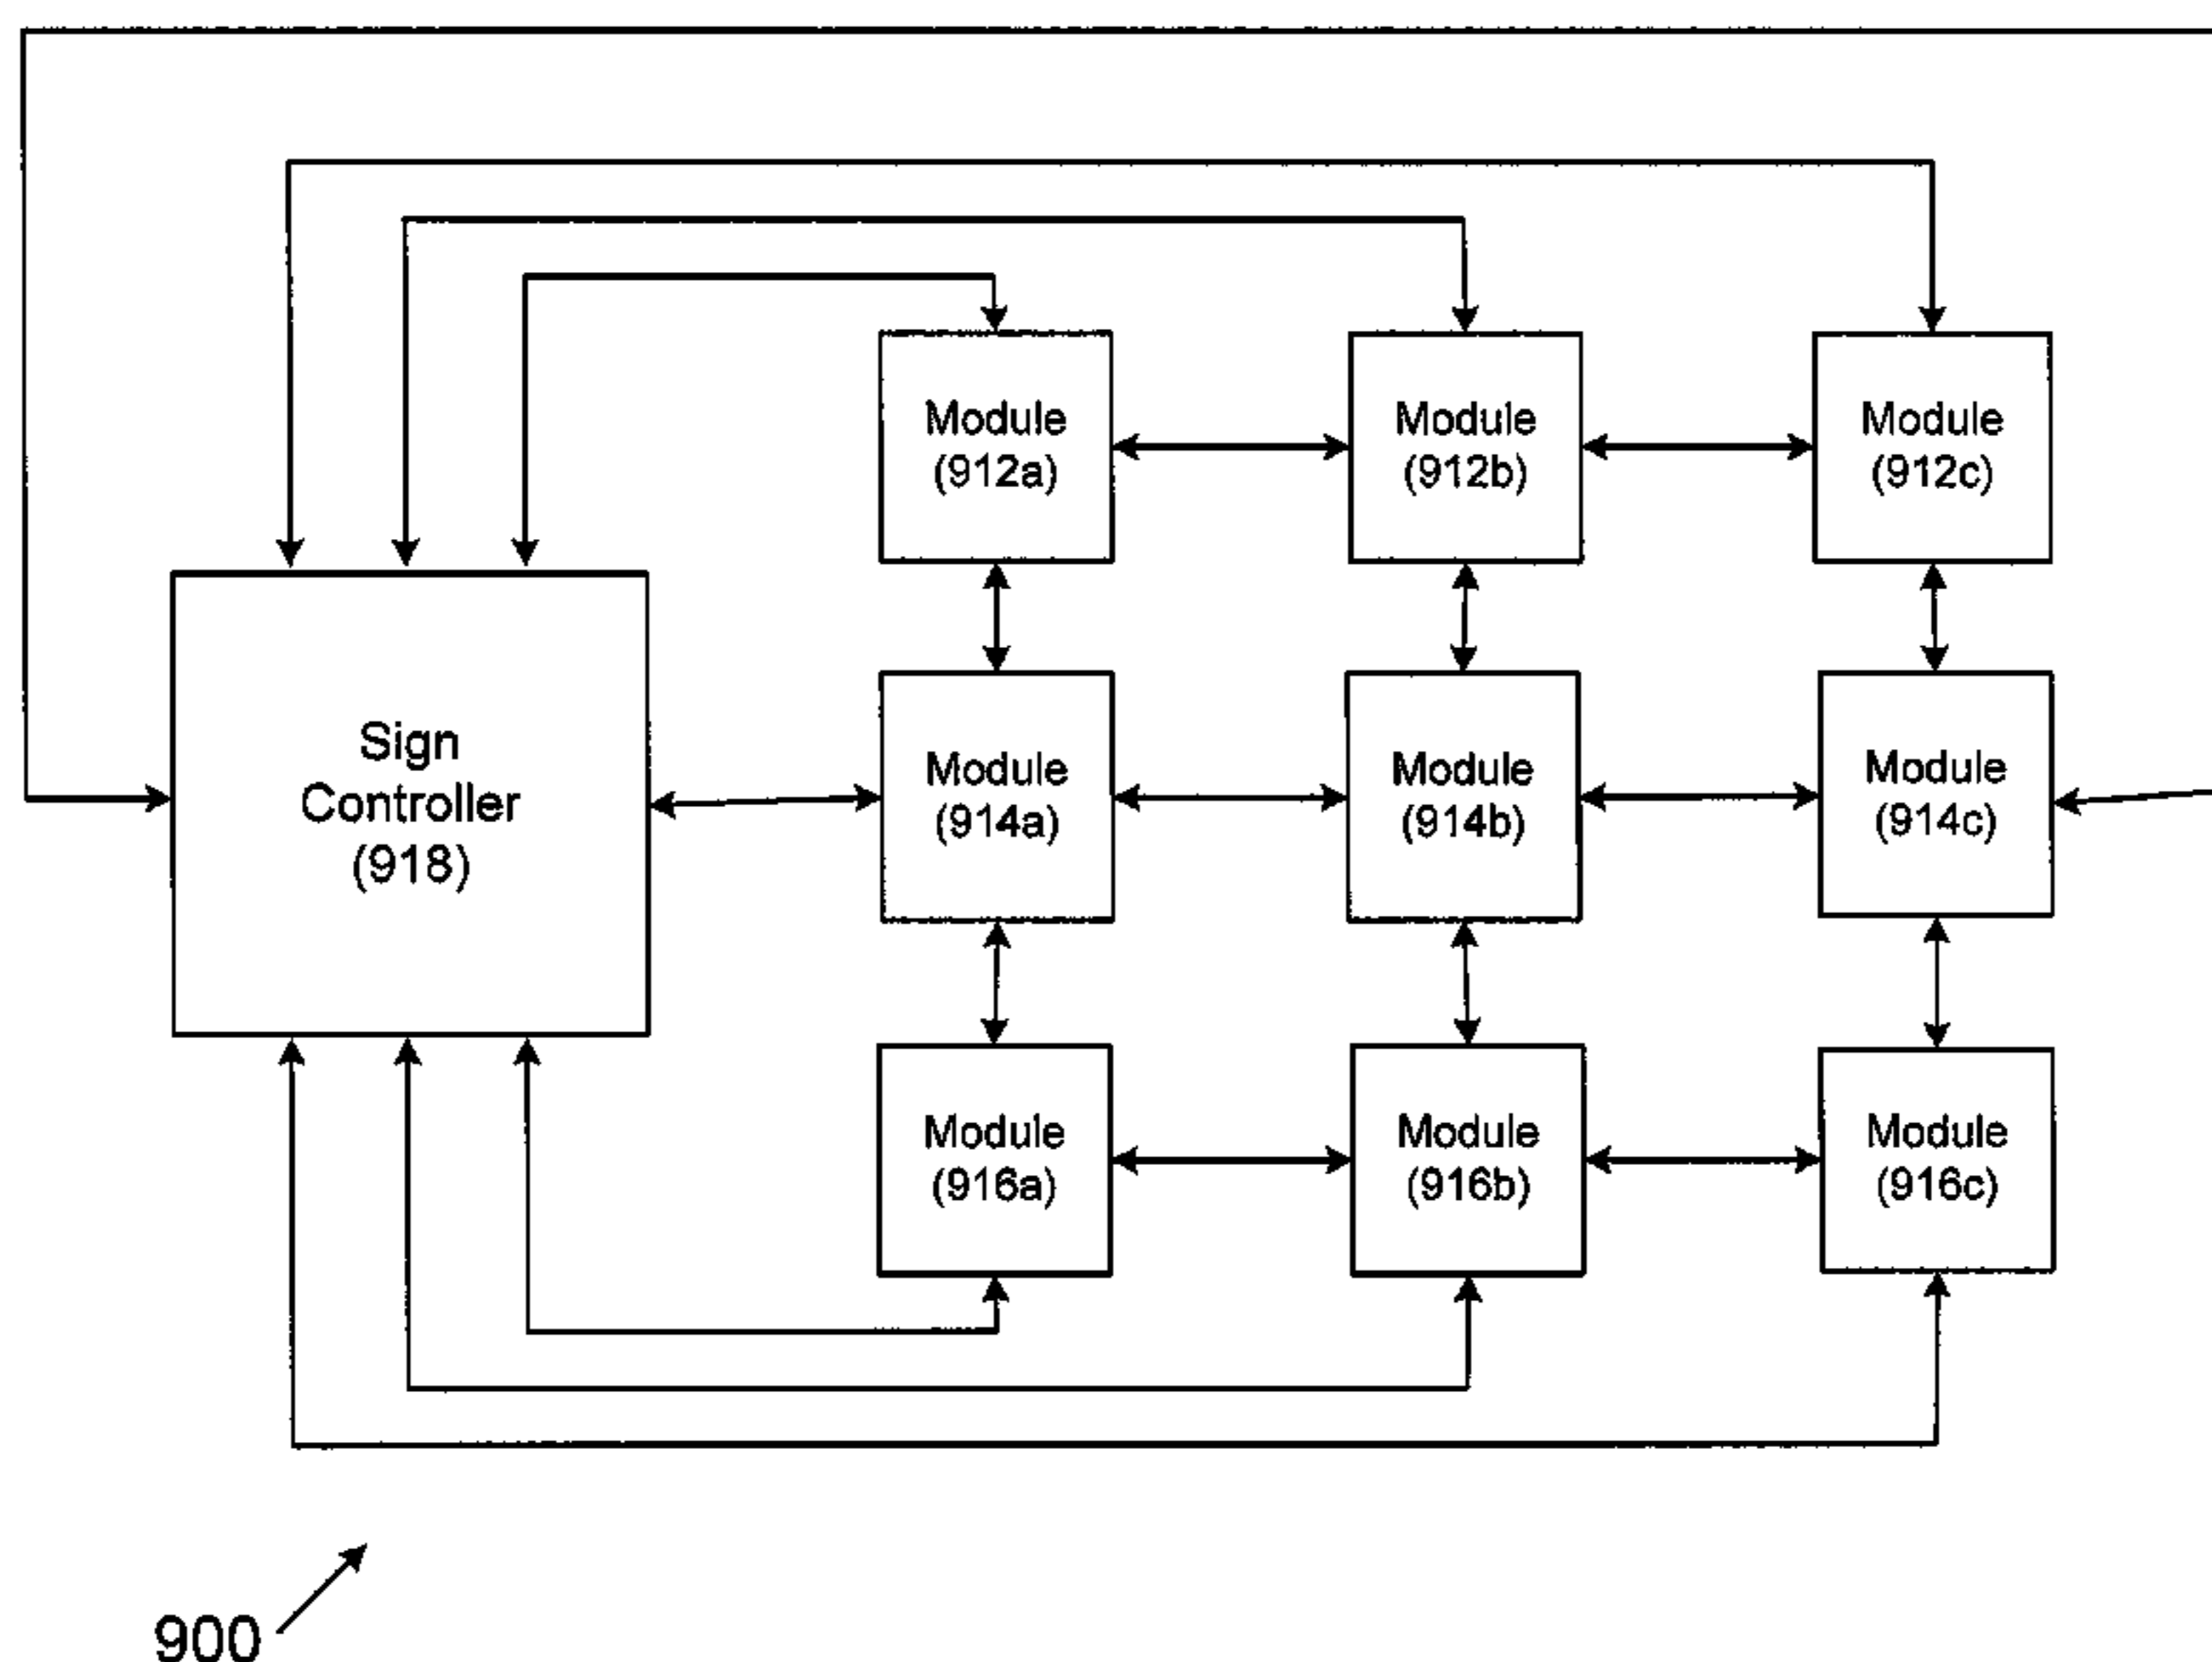 Module
(912a)
Module
(912b)
Module
(912c)
Sign
Controller
(918)
Module
(914a)
Module
(914b)
Module
(914c)
Module
(916a)
Module
(916b)
Module
(916c)
900